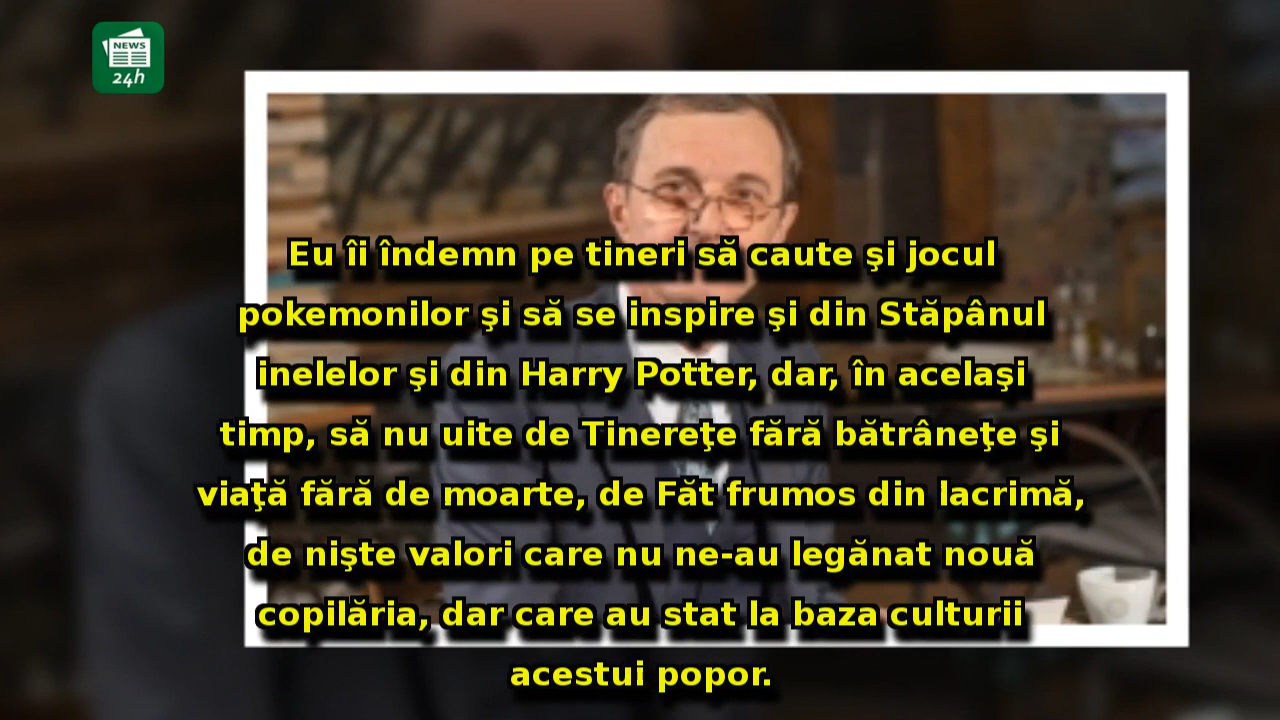 NEWS
24h
Eu îi îndemn pe tineri să caute şi jocul
pokemonilor şi să se inspire şi din Stăpânul
inelelor şi din Harry Potter, dar, în acelaşi
timp, să nu uite de Tinereţe fără bătrâneţe şi
viaţă fără de moarte, de Făt frumos din lacrimă,
de nişte valori care nu ne-au legănat nouă
copilăria, dar care au stat la baza culturii
acestui popor.